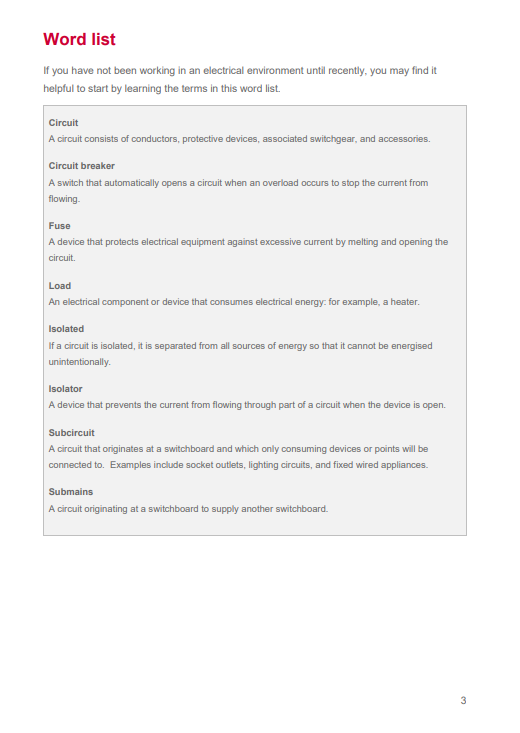 Word list
If you have not been working in an electrical environment until recently, you may find it
helpful to start by learning the terms in this word list.
Circuit
A circuit consists of conductors, protective devices, associated switchgear, and accessories.
Circuit breaker
A switch that automatically opens a circuit when an overload occurs to stop the current from
flowing.
Fuse
A device that protects electrical equipment against excessive current by melting and opening the
circuit.
Load
An electrical component or device that consumes electrical energy: for example, a heater.
Isolated
If a circuit is isolated, it is separated from all sources of energy so that it cannot be energised
unintentionally.
Isolator
A device that prevents the current from flowing through part of a circuit when the device is open.
Subcircuit
A circuit that originates at a switchboard and which only consuming devices or points will be
connected to.  Examples include socket outlets, lighting circuits, and fixed wired appliances.
Submains
A circuit originating at a switchboard to supply another switchboard.
3